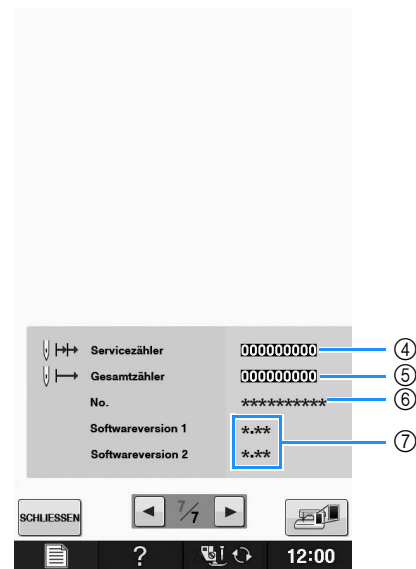 Servicezähler 000000000 ④
Gesamtzähler 000000000 ⑤
No. ********** ⑥
Softwareversion 1 *.** ⑦
Softwareversion 2 *.**
SCHLIESSEN 7/7
? 12:00